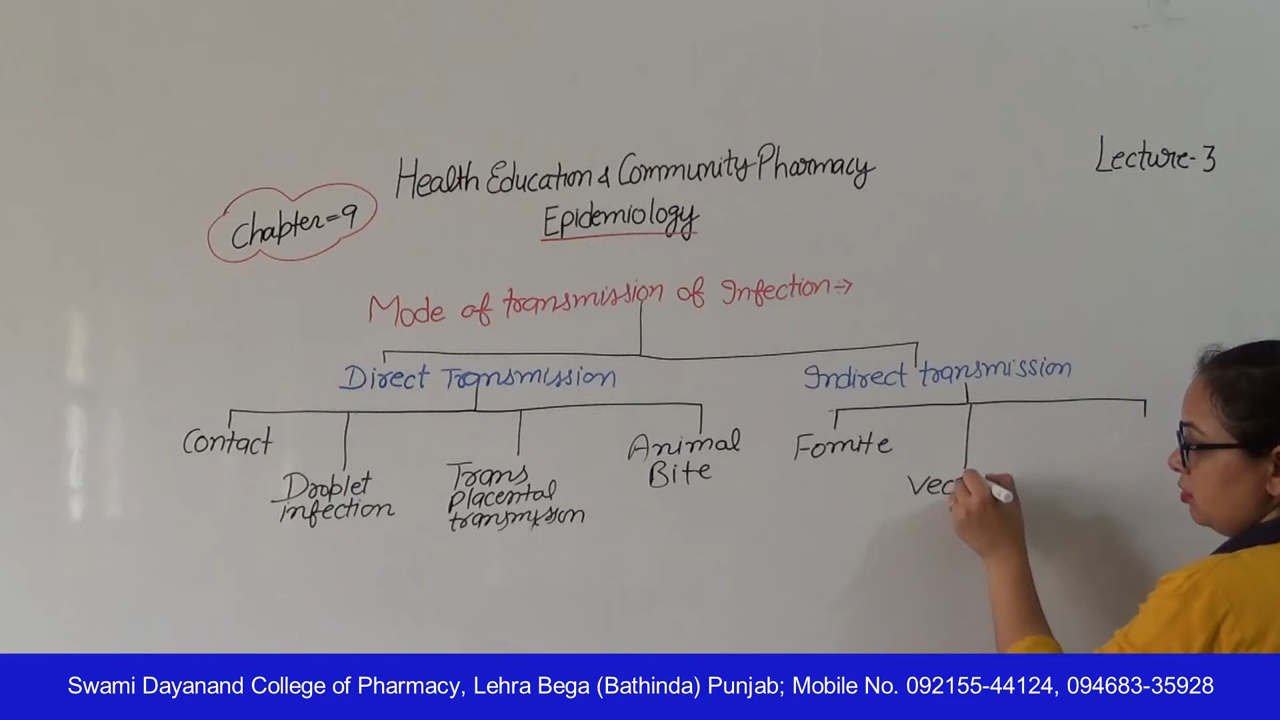 Lecture-3
Health Education & Community Pharmacy
Chapter=9
Epidemiology
Mode of transmission of Infection:->
Direct Transmission
Indirect transmission
Contact
Droplet
infection
Trans
placental
transmission
Animal
Bite
Fomite
Vec
Swami Dayanand College of Pharmacy, Lehra Bega (Bathinda) Punjab; Mobile No. 092155-44124, 094683-35928